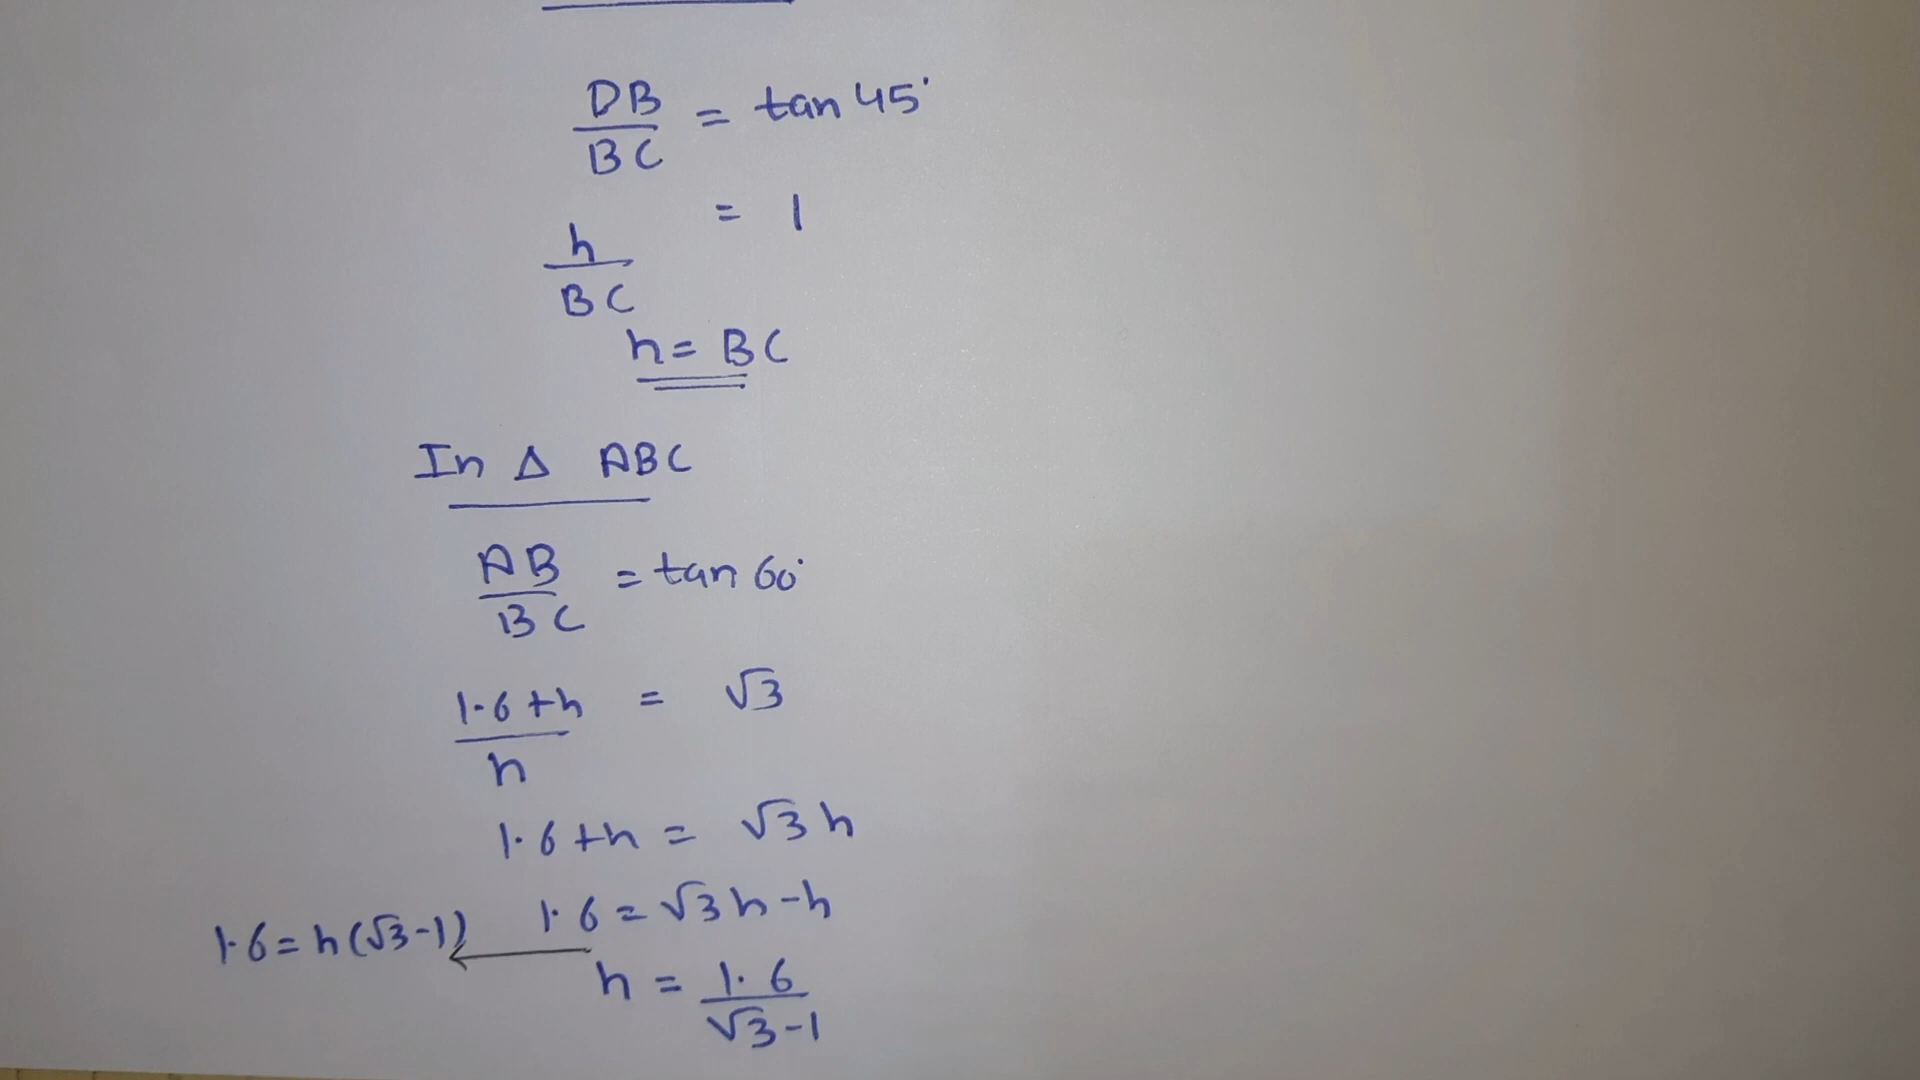 DB/BC = tan 45°
h/BC = 1
h = BC
In Δ ABC
AB/BC = tan 60°
1.6+h/h = √3
1.6+h = √3h
1.6 = √3h-h
1.6 = h(√3-1)
h = 1.6/√3-1